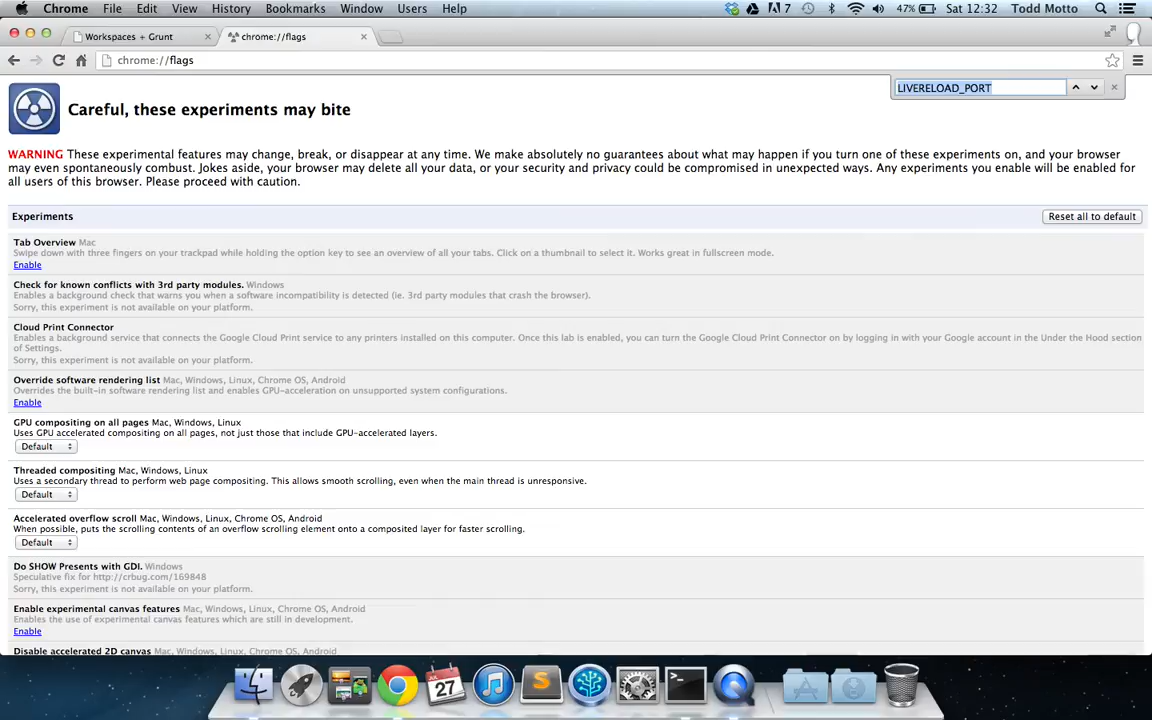 Chrome File Edit View History Bookmarks Window Users Help 7 47% Sat 12:32 Todd Motto
Workspaces + Grunt
chrome://flags
chrome://flags
LIVERELOAD_PORT
Careful, these experiments may bite
WARNING These experimental features may change, break, or disappear at any time. We make absolutely no guarantees about what may happen if you turn one of these experiments on, and your browser
may even spontaneously combust. Jokes aside, your browser may delete all your data, or your security and privacy could be compromised in unexpected ways. Any experiments you enable will be enabled for
all users of this browser. Please proceed with caution.
Experiments
Reset all to default
Tab Overview Mac
Swipe down with three fingers on your trackpad while holding the option key to see an overview of all your tabs. Click on a thumbnail to select it. Works great in fullscreen mode.
Enable
Check for known conflicts with 3rd party modules. Windows
Enables a background check that warns you when a software incompatibility is detected (ie. 3rd party modules that crash the browser).
Sorry, this experiment is not available on your platform.
Cloud Print Connector
Enables a background service that connects the Google Cloud Print service to any printers installed on this computer. Once this lab is enabled, you can turn the Google Cloud Print Connector on by logging in with your Google account in the Under the Hood section
of Settings.
Sorry, this experiment is not available on your platform.
Override software rendering list Mac, Windows, Linux, Chrome OS, Android
Overrides the built-in software rendering list and enables GPU-acceleration on unsupported system configurations.
Enable
GPU compositing on all pages Mac, Windows, Linux
Uses GPU accelerated compositing on all pages, not just those that include GPU-accelerated layers.
Default
Threaded compositing Mac, Windows, Linux
Uses a secondary thread to perform web page compositing. This allows smooth scrolling, even when the main thread is unresponsive.
Default
Accelerated overflow scroll Mac, Windows, Linux, Chrome OS, Android
When possible, puts the scrolling contents of an overflow scrolling element onto a composited layer for faster scrolling.
Default
Do SHOW Presents with GDI. Windows
Speculative fix for http://crbug.com/169848
Sorry, this experiment is not available on your platform.
Enable experimental canvas features Mac, Windows, Linux, Chrome OS, Android
Enables the use of experimental canvas features which are still in development.
Enable
Disable accelerated 2D canvas Mac, Windows, Linux, Chrome OS, Android
27